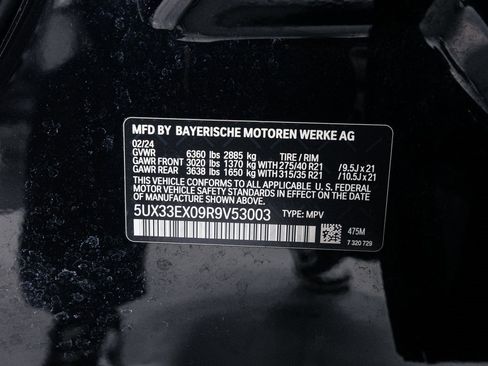 MFD BY BAYERISCHE MOTOREN WERKE AG
02/24
GVWR 6360 lbs 2885 kg TIRE / RIM
GAWR FRONT 3020 lbs 1370 kg WITH 275/40 R21 / 9.5J x 21
GAWR REAR 3638 lbs 1650 kg WITH 315/35 R21 / 10.5J x 21
THIS VEHICLE CONFORMS TO ALL APPLICABLE U.S. FEDERAL
MOTOR VEHICLE SAFETY STANDARDS IN EFFECT ON THE DATE OF
MANUFACTURE SHOWN ABOVE.
5UX33EX09R9V53003 TYPE: MPV
475M
7 320 729